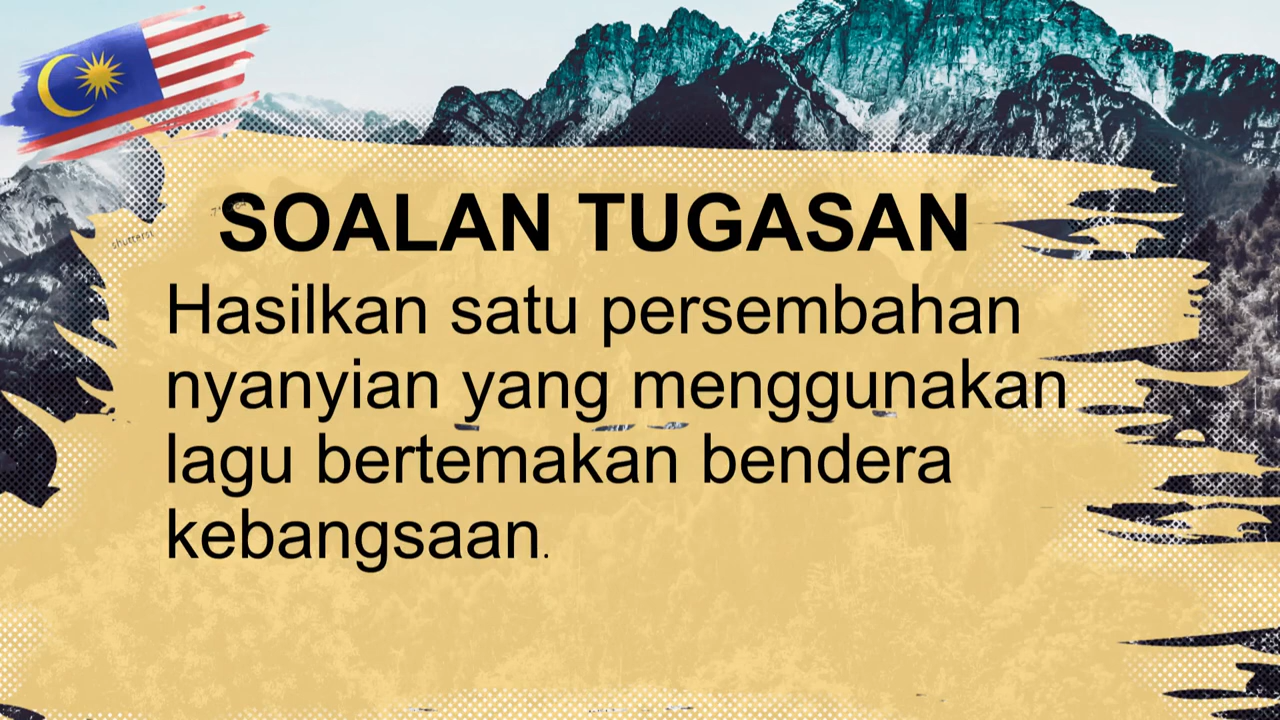 SOALAN TUGASAN
Hasilkan satu persembahan
nyanyian yang menggunakan
lagu bertemakan bendera
kebangsaan.